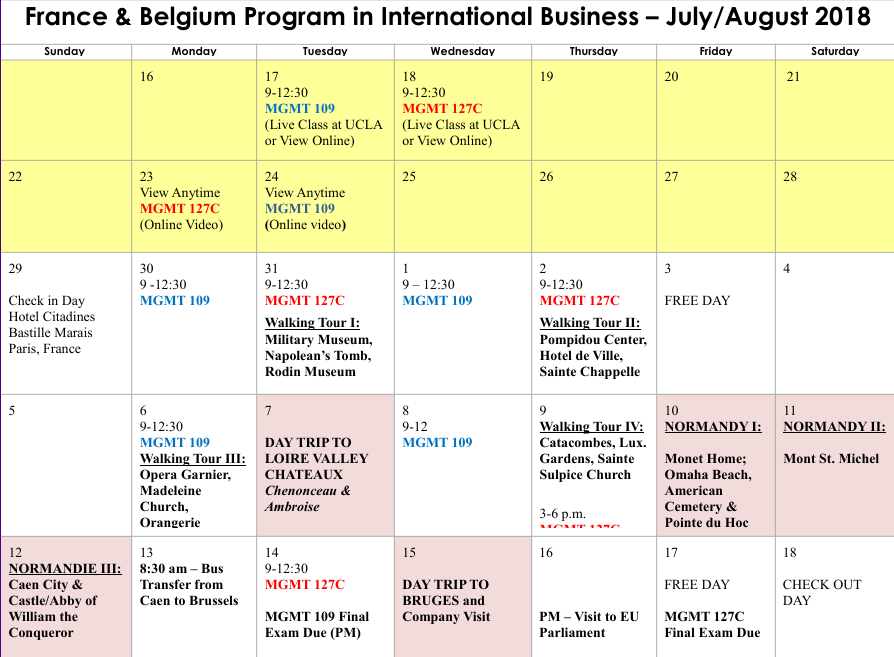 France & Belgium Program in International Business – July/August 2018
Sunday
Monday
Tuesday
Wednesday
Thursday
Friday
Saturday
16
17
9-12:30
MGMT 109
(Live Class at UCLA
or View Online)
18
9-12:30
MGMT 127C
(Live Class at UCLA
or View Online)
19
20
21
22
23
View Anytime
MGMT 127C
(Online Video)
24
View Anytime
MGMT 109
(Online video)
25
26
27
28
29
Check in Day
Hotel Citadines
Bastille Marais
Paris, France
30
9 -12:30
MGMT 109
31
9-12:30
MGMT 127C
Walking Tour I:
Military Museum,
Napolean’s Tomb,
Rodin Museum
1
9 – 12:30
MGMT 109
2
9-12:30
MGMT 127C
Walking Tour II:
Pompidou Center,
Hotel de Ville,
Sainte Chappelle
3
FREE DAY
4
5
6
9-12:30
MGMT 109
Walking Tour III:
Opera Garnier,
Madeleine
Church,
Orangerie
7
DAY TRIP TO
LOIRE VALLEY
CHATEAUX
Chenonceau &
Ambroise
8
9-12
MGMT 109
9
Walking Tour IV:
Catacombes, Lux.
Gardens, Sainte
Sulpice Church
3-6 p.m.
MGMT 127C
10
NORMANDY I:
Monet Home;
Omaha Beach,
American
Cemetery &
Pointe du Hoc
11
NORMANDY II:
Mont St. Michel
12
NORMANDIE III:
Caen City &
Castle/Abby of
William the
Conqueror
13
8:30 am – Bus
Transfer from
Caen to Brussels
14
9-12:30
MGMT 127C
MGMT 109 Final
Exam Due (PM)
15
DAY TRIP TO
BRUGES and
Company Visit
16
PM – Visit to EU
Parliament
17
FREE DAY
MGMT 127C
Final Exam Due
18
CHECK OUT
DAY